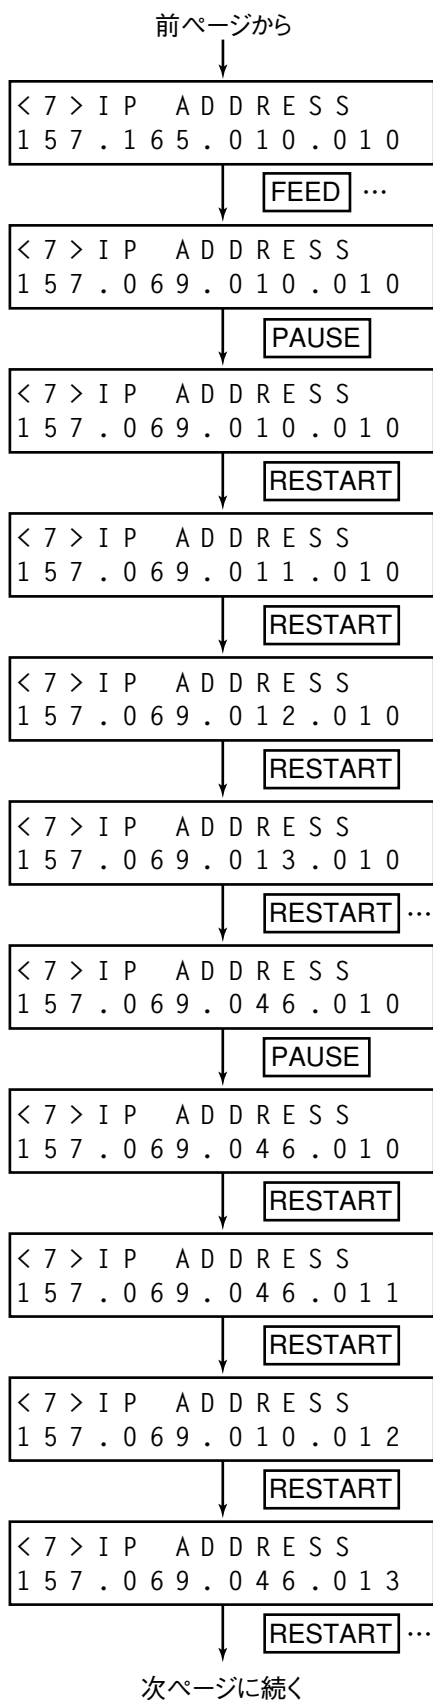 前ページから
<7>IP ADDRESS
157.165.010.010
FEED …
<7>IP ADDRESS
157.069.010.010
PAUSE
<7>IP ADDRESS
157.069.010.010
RESTART
<7>IP ADDRESS
157.069.011.010
RESTART
<7>IP ADDRESS
157.069.012.010
RESTART
<7>IP ADDRESS
157.069.013.010
RESTART …
<7>IP ADDRESS
157.069.046.010
PAUSE
<7>IP ADDRESS
157.069.046.010
RESTART
<7>IP ADDRESS
157.069.046.011
RESTART
<7>IP ADDRESS
157.069.010.012
RESTART
<7>IP ADDRESS
157.069.046.013
RESTART …
次ページに続く